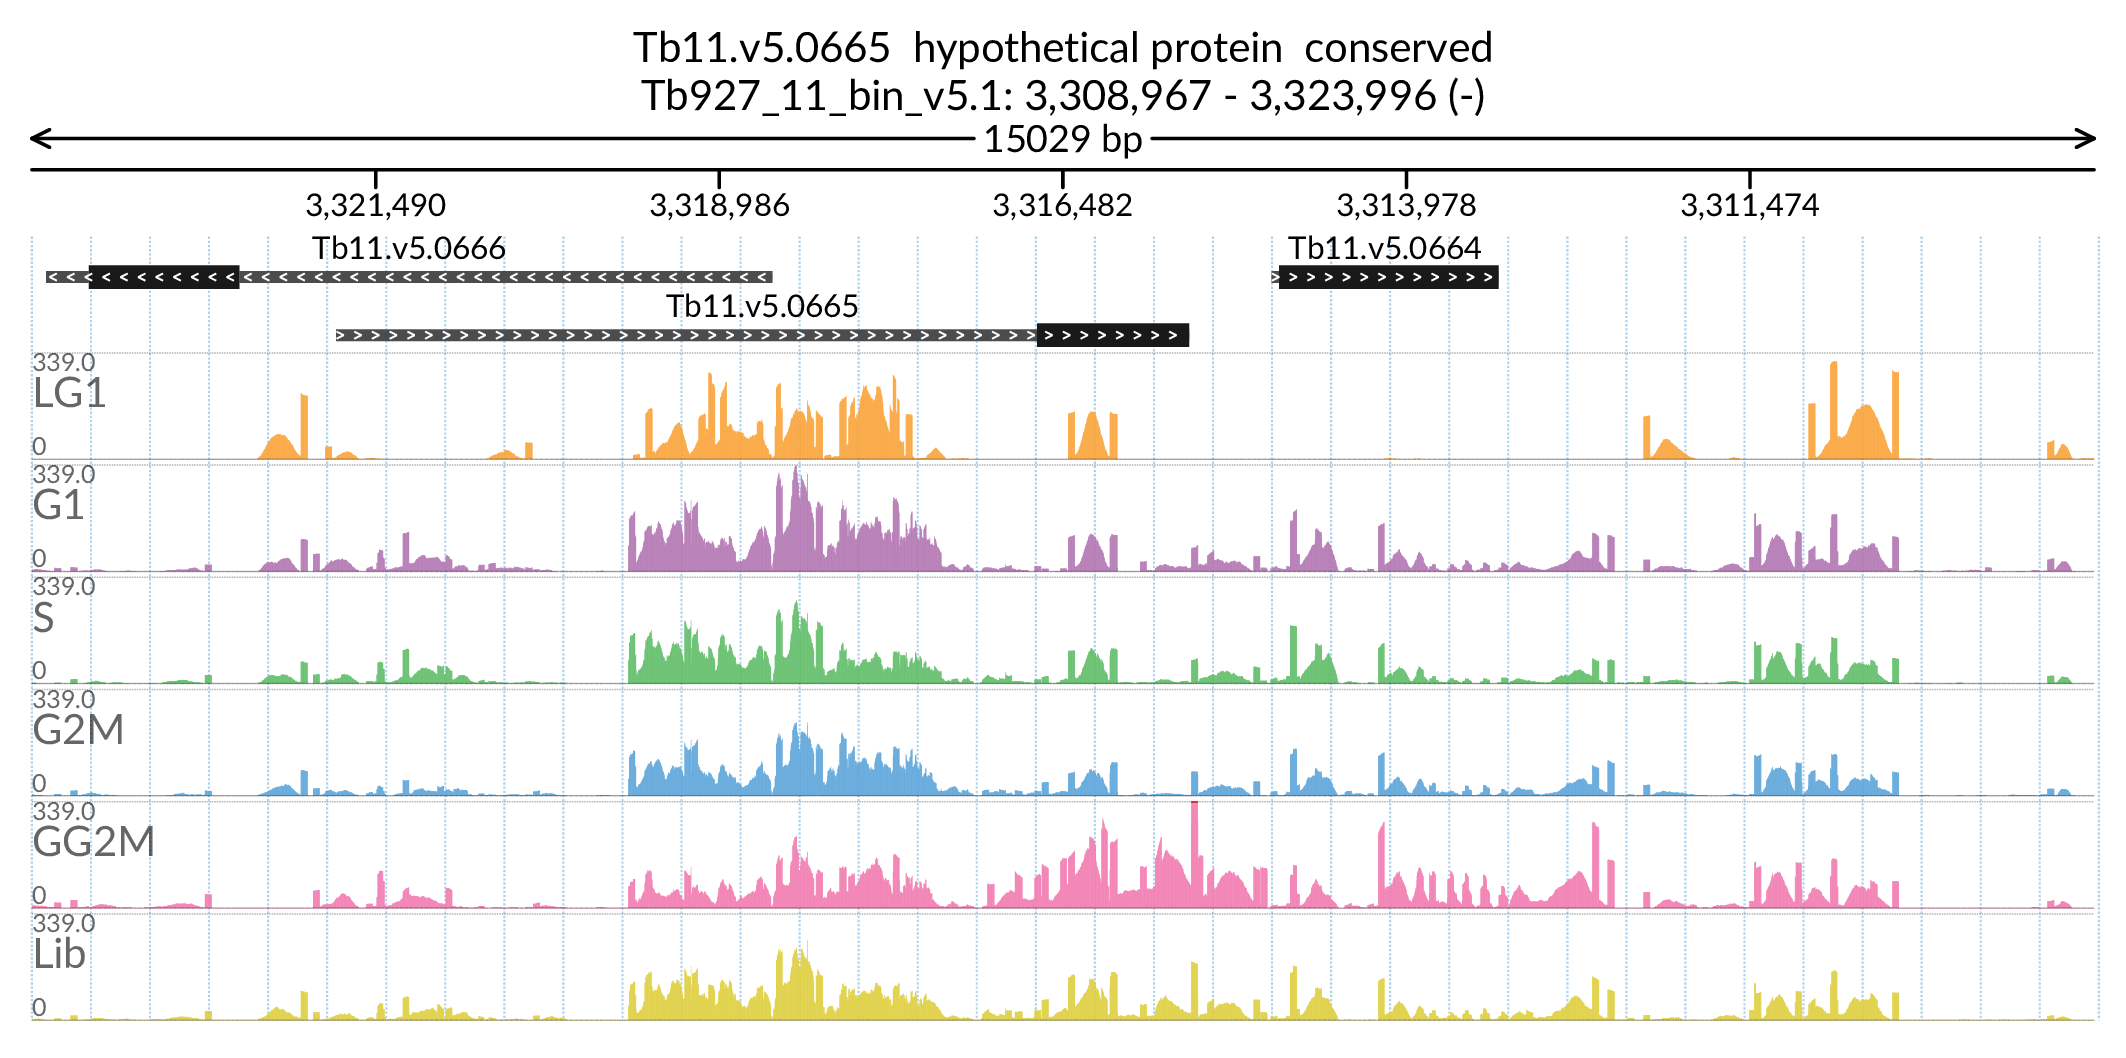 Tb11.v5.0665 hypothetical protein conserved
Tb927_11_bin_v5.1: 3,308,967 - 3,323,996 (-)
15029 bp
3,321,490 3,318,986 3,316,482 3,313,978 3,311,474
Tb11.v5.0666 Tb11.v5.0664
Tb11.v5.0665
339.0
LG1
0
339.0
G1
0
339.0
S
0
339.0
G2M
0
339.0
GG2M
0
339.0
Lib
0